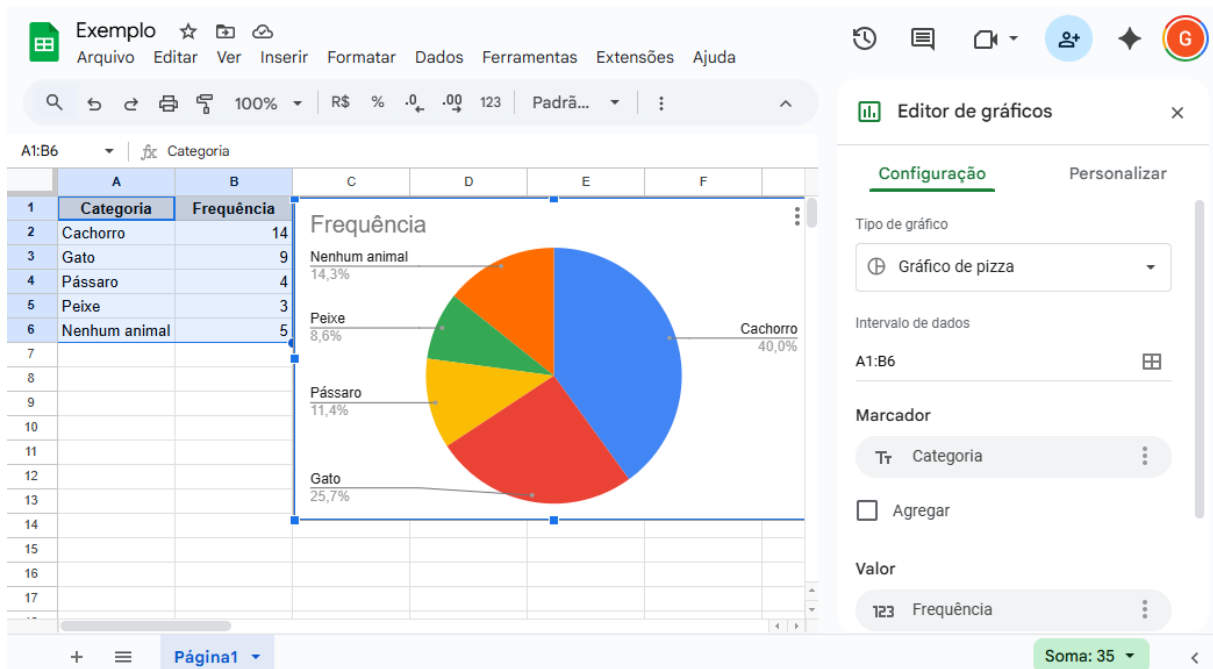 Exemplo
Arquivo Editar Ver Inserir Formatar Dados Ferramentas Extensões Ajuda
G
100% R$ % .0 .00 123 Padrã...
A1:B6 fx Categoria
A B C D E F
1 Categoria Frequência
2 Cachorro 14
3 Gato 9
4 Pássaro 4
5 Peixe 3
6 Nenhum animal 5
7
8
9
10
11
12
13
14
15
16
17
Frequência
Nenhum animal
14,3%
Peixe
8,6%
Cachorro
40,0%
Pássaro
11,4%
Gato
25,7%
Editor de gráficos
Configuração Personalizar
Tipo de gráfico
Gráfico de pizza
Intervalo de dados
A1:B6
Marcador
Tт Categoria
Agregar
Valor
123 Frequência
Página1
Soma: 35